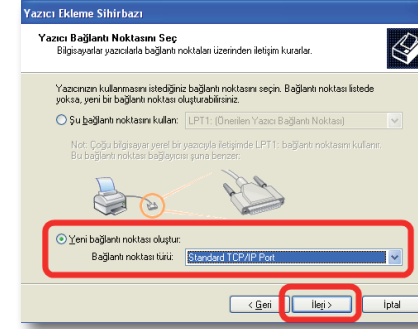 Yazıcı Ekleme Sihirbazı
Yazıcı Bağlantı Noktasını Seç
Bilgisayarlar yazıcılarla bağlantı noktaları üzerinden iletişim kurarlar.
Yazıcınızın kullanmasını istediğiniz bağlantı noktasını seçin. Bağlantı noktası listede
yoksa, yeni bir bağlantı noktası oluşturabilirsiniz.
Şu bağlantı noktasını kullan: LPT1: (Önerilen Yazıcı Bağlantı Noktası)
Not: Çoğu bilgisayar yerel bir yazıcıyla iletişimde LPT1: bağlantı noktasını kullanır.
Bu bağlantı noktası bağlayıcısı şuna benzer:
Yeni bağlantı noktası oluştur:
Bağlantı noktası türü: Standard TCP/IP Port
< Geri İleri > İptal